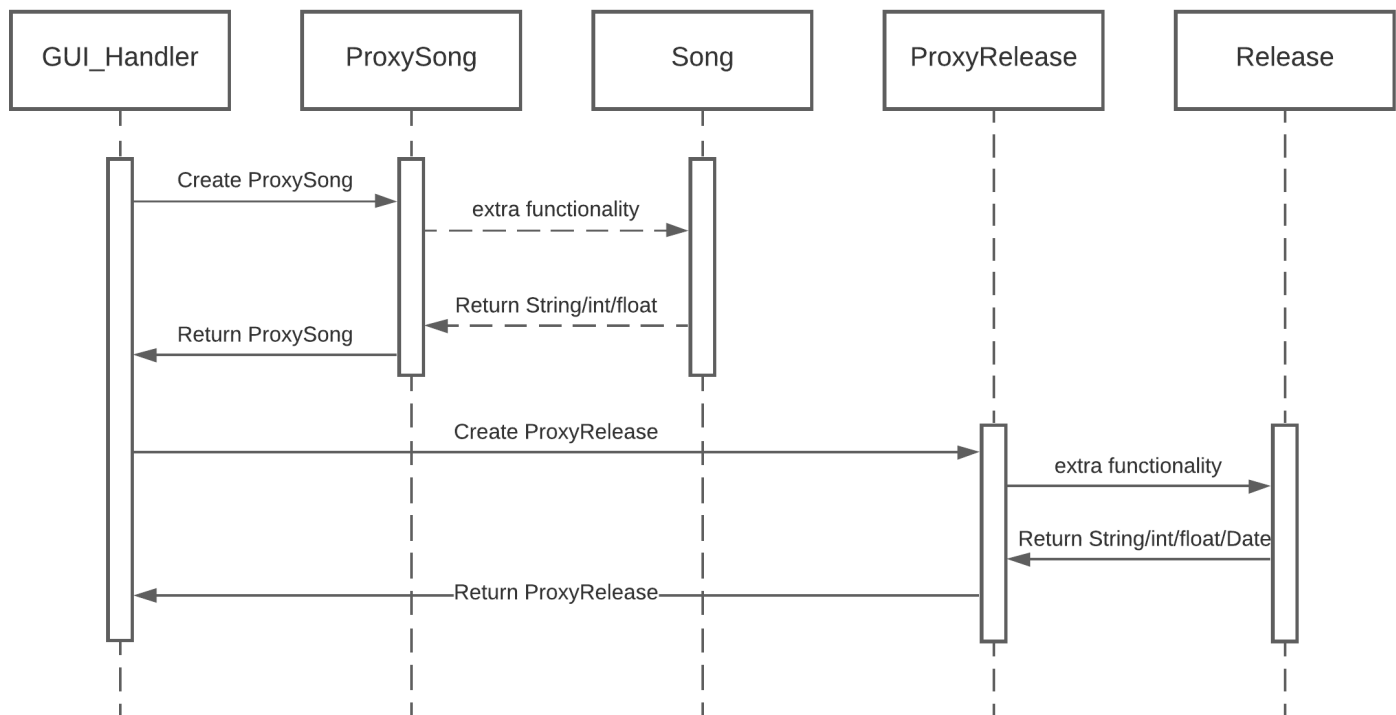 GUI_Handler
ProxySong
Song
ProxyRelease
Release
Create ProxySong
extra functionality
Return String/int/float
Return ProxySong
Create ProxyRelease
extra functionality
Return String/int/float/Date
Return ProxyRelease